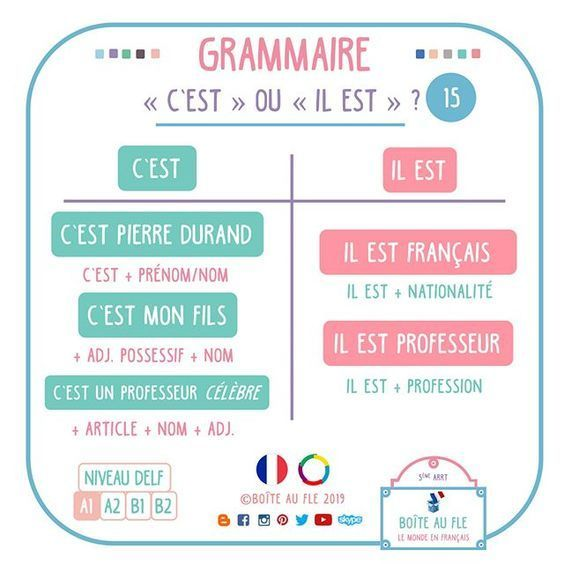 GRAMMAIRE
« C'EST » OU « IL EST » ?
15
C'EST
IL EST
C'EST PIERRE DURAND
C'EST + PRÉNOM/NOM
C'EST MON FILS
+ ADJ. POSSESSIF + NOM
C'EST UN PROFESSEUR CÉLÈBRE
+ ARTICLE + NOM + ADJ.
IL EST FRANÇAIS
IL EST + NATIONALITÉ
IL EST PROFESSEUR
IL EST + PROFESSION
NIVEAU DELF
A1 A2 B1 B2
©BOÎTE AU FLE 2019
skype
5ÈME ARRT
BOÎTE AU FLE
LE MONDE EN FRANÇAIS